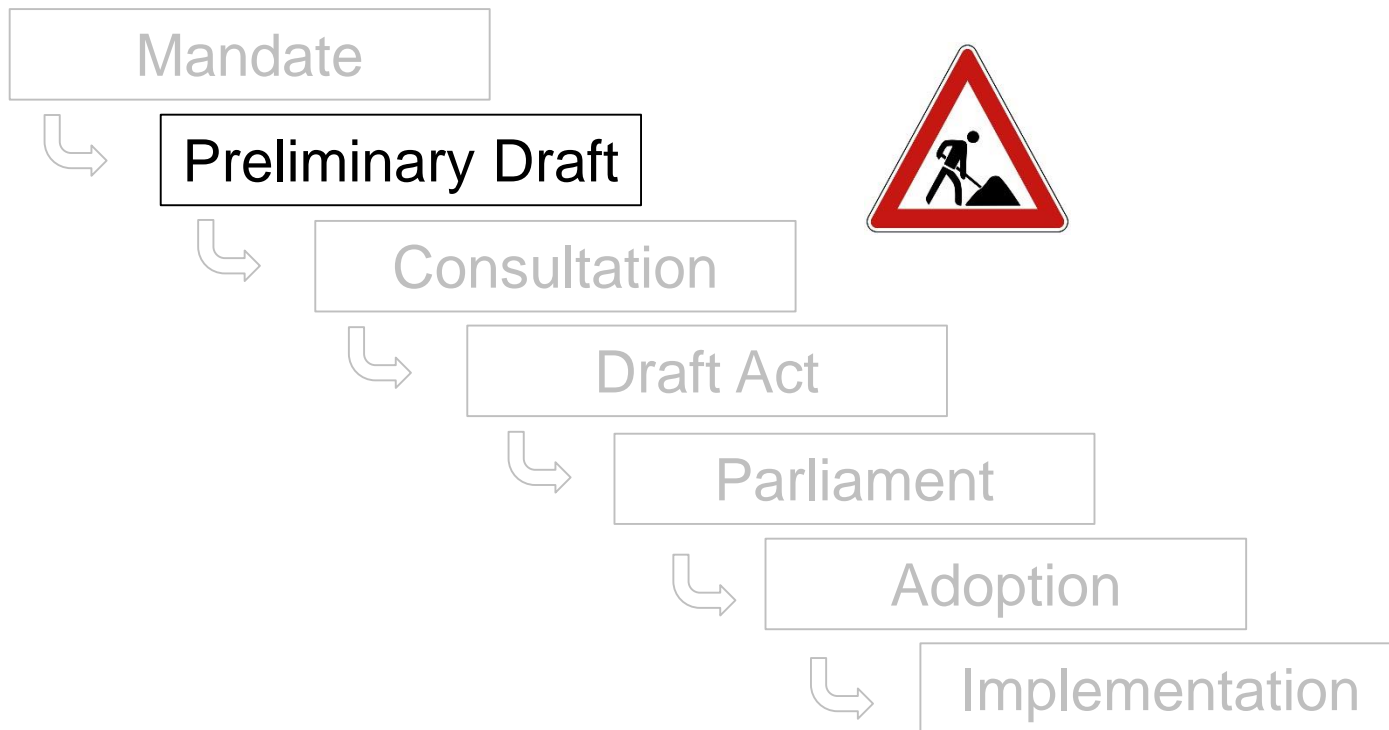 Mandate
Preliminary Draft
Consultation
Draft Act
Parliament
Adoption
Implementation